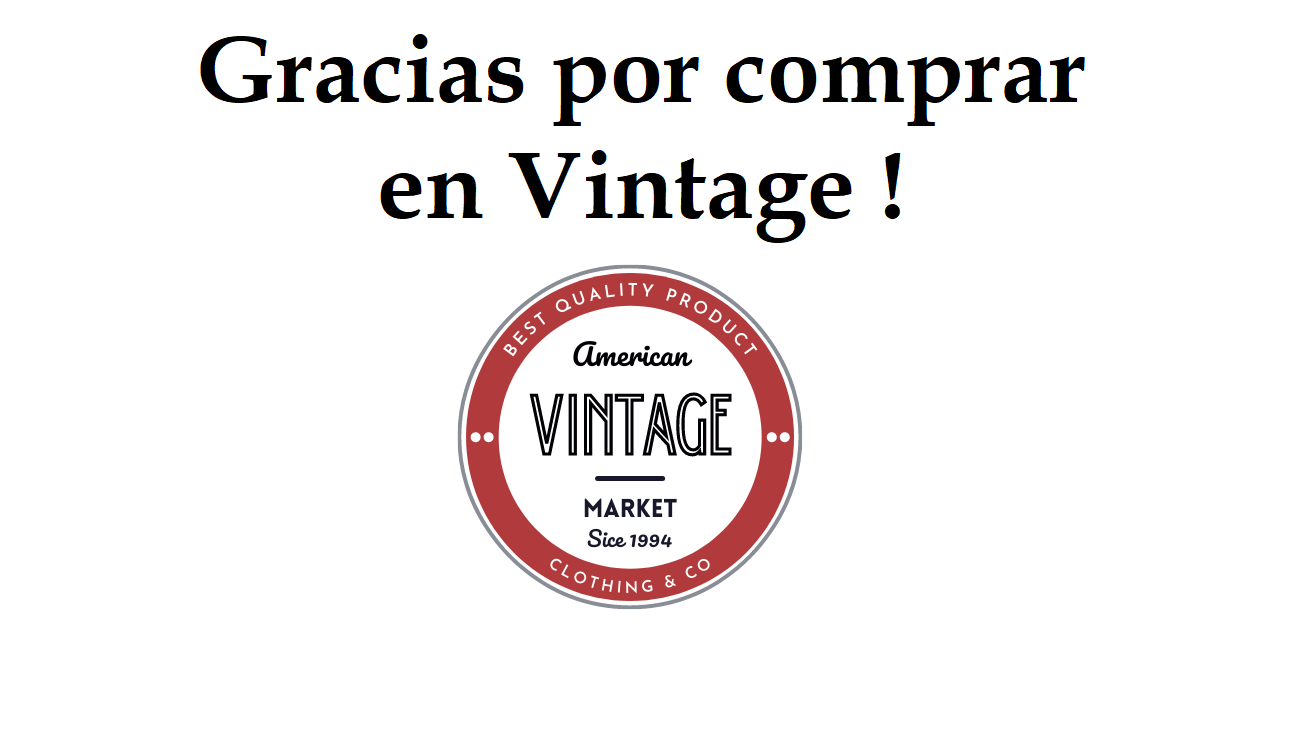 Gracias por comprar
en Vintage !
BEST QUALITY PRODUCT
American
VINTAGE
MARKET
Sice 1994
CLOTHING & CO